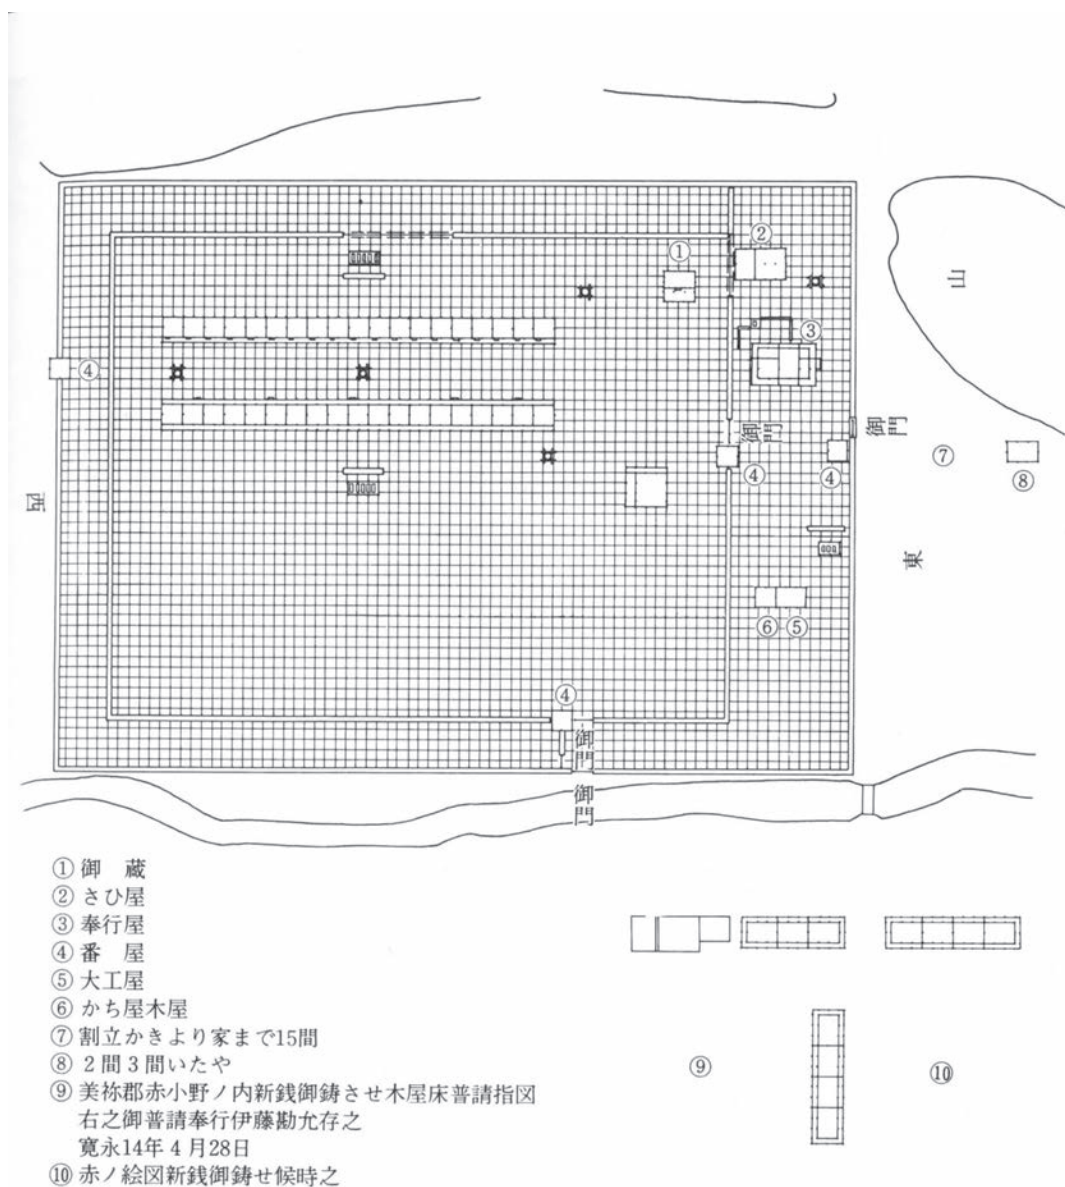 ②
①
山
③
④
御門
御門
④
④
⑦
⑧
西
東
⑥
⑤
④
御門
御門
① 御 蔵
② さひ屋
③ 奉行屋
④ 番 屋
⑤ 大工屋
⑥ かち屋木屋
⑦ 割立かきより家まで15間
⑧ 2間3間いたや
⑨ 美祢郡赤小野ノ内新銭御鋳させ木屋床普請指図
右之御普請奉行伊藤勘允存之
寛永14年4月28日
⑩ 赤ノ絵図新銭御鋳せ候時之
⑨
⑩